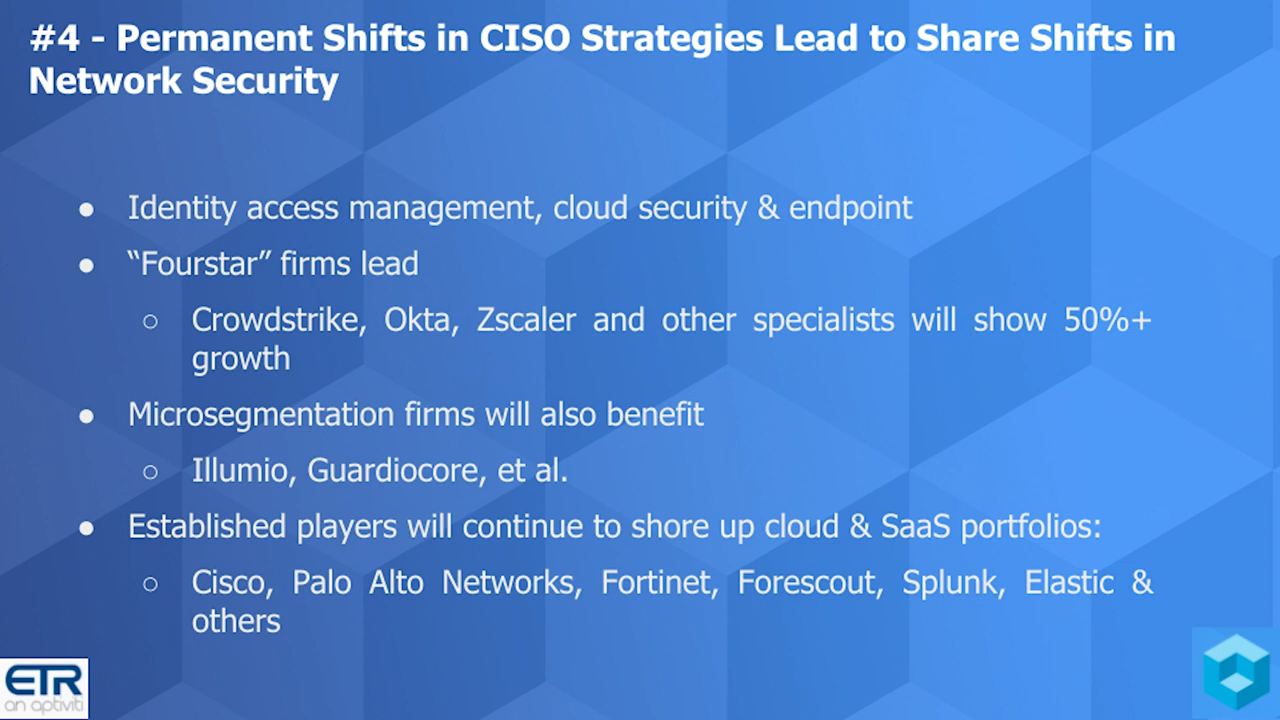 #4 - Permanent Shifts in CISO Strategies Lead to Share Shifts in
Network Security
● Identity access management, cloud security & endpoint
● “Fourstar” firms lead
○ Crowdstrike, Okta, Zscaler and other specialists will show 50%+
growth
● Microsegmentation firms will also benefit
○ Illumio, Guardiocore, et al.
● Established players will continue to shore up cloud & SaaS portfolios:
○ Cisco, Palo Alto Networks, Fortinet, Forescout, Splunk, Elastic &
others
ETR
an aptiviti